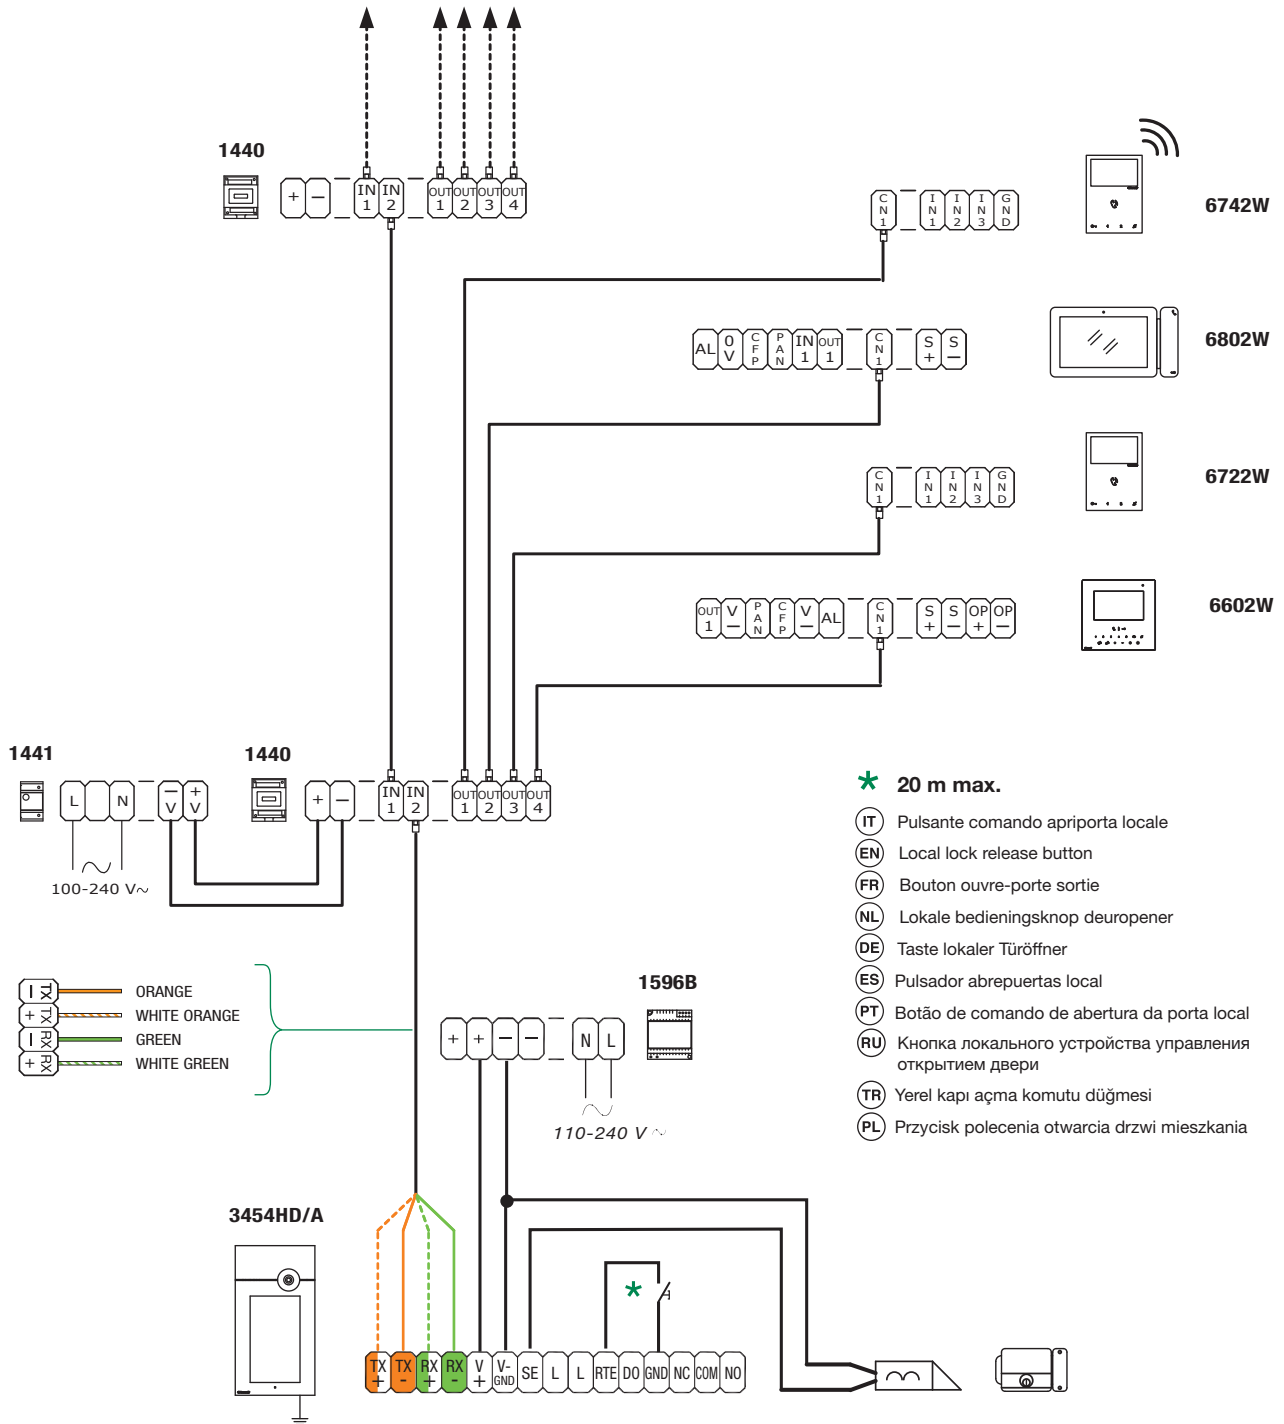 1440
+ − IN 1 IN 2 OUT 1 OUT 2 OUT 3 OUT 4
CN1 IN1 IN2 IN3 GND
6742W
AL 0 V CFP PAN IN 1 OUT 1 CN1 S + S −
6802W
CN1 IN1 IN2 IN3 GND
6722W
OUT 1 V − PAN CFP V − AL CN1 S + S − OP + OP −
6602W
1441
L N − V + V
100-240 V~
1440
+ − IN 1 IN 2 OUT 1 OUT 2 OUT 3 OUT 4
* 20 m max.
IT Pulsante comando apriporta locale
EN Local lock release button
FR Bouton ouvre-porte sortie
NL Lokale bedieningsknop deuropener
DE Taste lokaler Türöffner
ES Pulsador abrepuertas local
PT Botão de comando de abertura da porta local
RU Кнопка локального устройства управления
открытием двери
TR Yerel kapı açma komutu düğmesi
PL Przycisk polecenia otwarcia drzwi mieszkania
− TX ORANGE
+ TX WHITE ORANGE
− RX GREEN
+ RX WHITE GREEN
1596B
+ + − − N L
110-240 V ~
3454HD/A
*
TX + TX - RX + RX - V + V- GND SE L L RTE DO GND NC COM NO